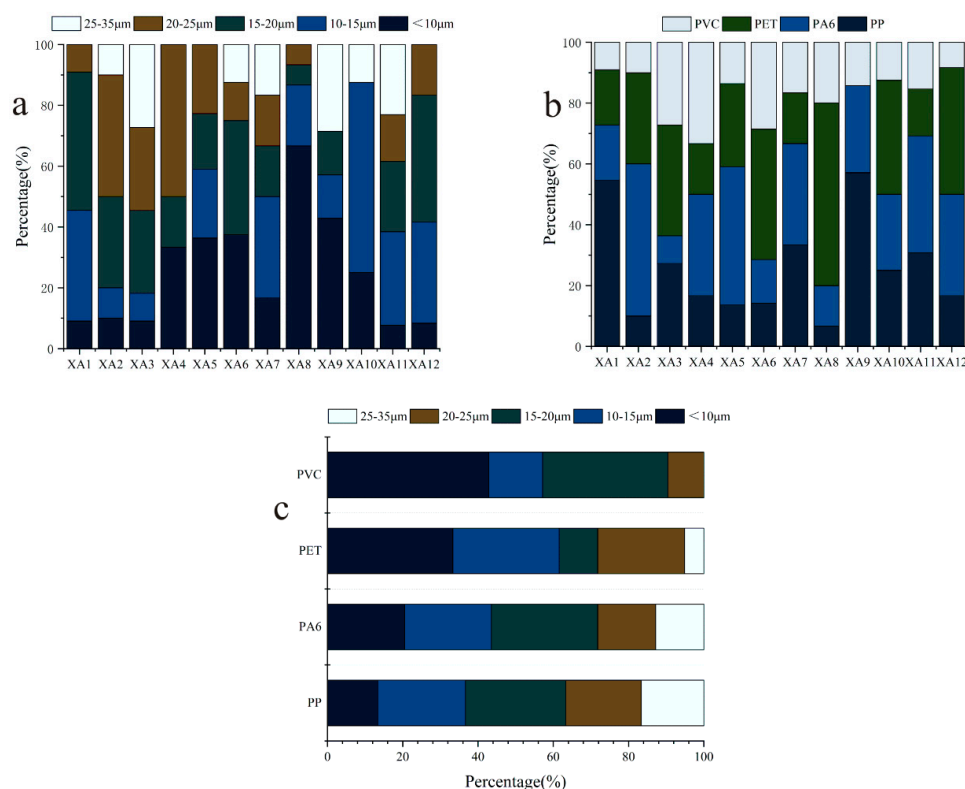 25-35μm 20-25μm 15-20μm 10-15μm <10μm
a
Percentage(%)
100
80
60
40
20
0
XA1 XA2 XA3 XA4 XA5 XA6 XA7 XA8 XA9 XA10 XA11 XA12
PVC PET PA6 PP
b
Percentage(%)
100
80
60
40
20
0
XA1 XA2 XA3 XA4 XA5 XA6 XA7 XA8 XA9 XA10 XA11 XA12
25-35μm 20-25μm 15-20μm 10-15μm <10μm
c
PVC
PET
PA6
PP
0 20 40 60 80 100
Percentage(%)